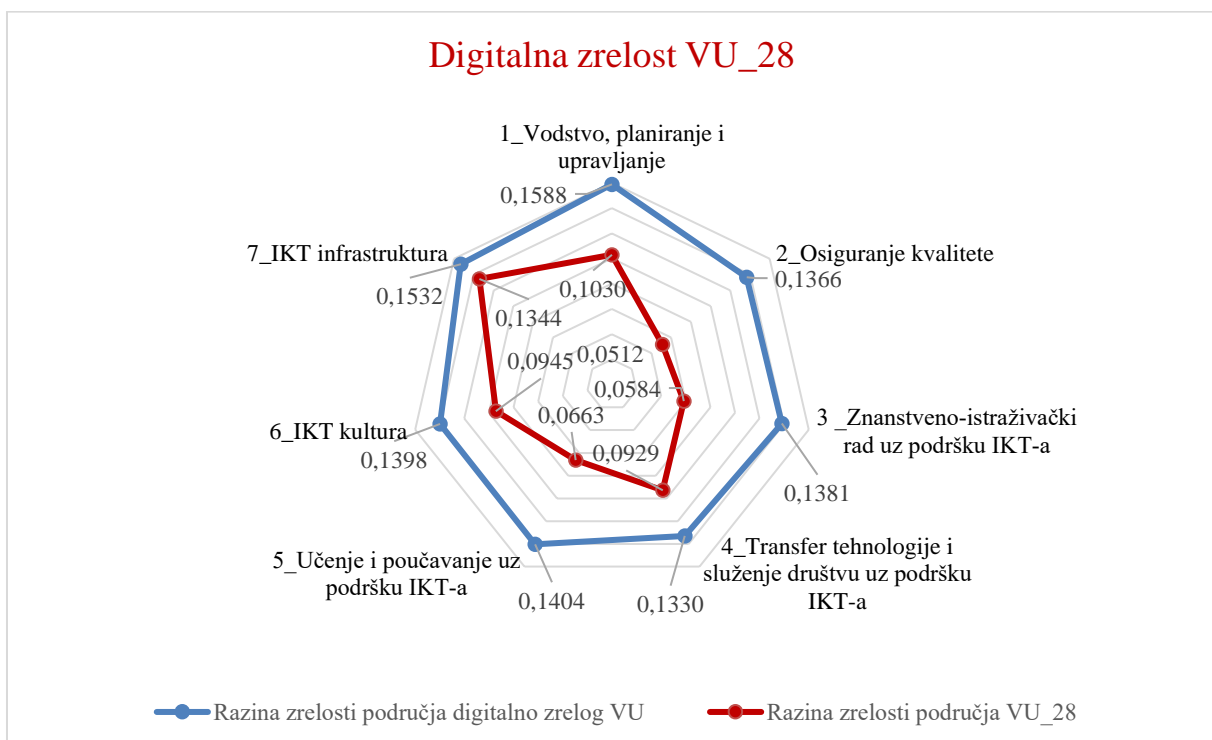 Digitalna zrelost VU_28
1_Vodstvo, planiranje i
upravljanje
0,1588
7_IKT infrastruktura
2_Osiguranje kvalitete
0,1366
0,1532
0,1030
0,1344
0,0945
0,0512
0,0584
0,0663
0,0929
6_IKT kultura
0,1398
3 _Znanstveno-istraživački
rad uz podršku IKT-a
0,1381
5_Učenje i poučavanje uz
podršku IKT-a
0,1404
4_Transfer tehnologije i
služenje društvu uz podršku
IKT-a
0,1330
Razina zrelosti područja digitalno zrelog VU
Razina zrelosti područja VU_28